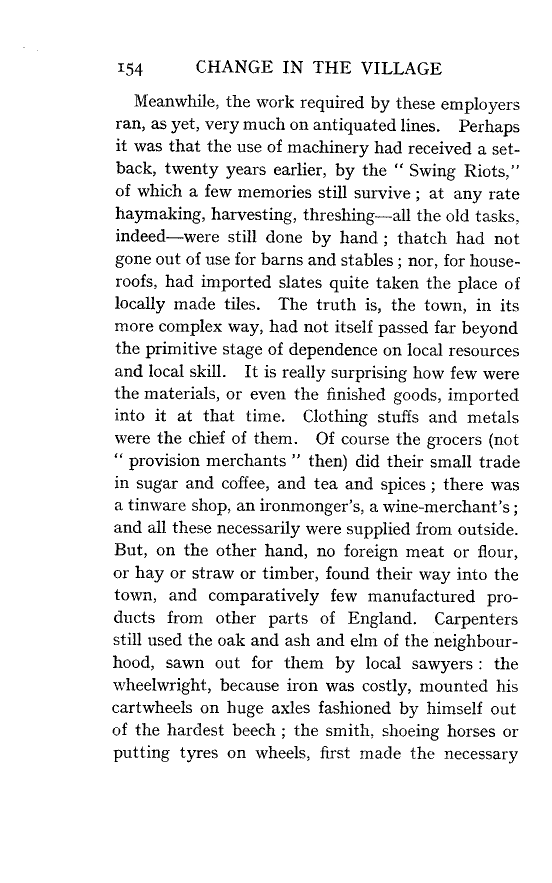 154 CHANGE IN THE VILLAGE
Meanwhile, the work required by these employers
ran, as yet, very much on antiquated lines. Perhaps
it was that the use of machinery had received a set-
back, twenty years earlier, by the “ Swing Riots,”
of which a few memories still survive ; at any rate
haymaking, harvesting, threshing—all the old tasks,
indeed—were still done by hand ; thatch had not
gone out of use for barns and stables ; nor, for house-
roofs, had imported slates quite taken the place of
locally made tiles. The truth is, the town, in its
more complex way, had not itself passed far beyond
the primitive stage of dependence on local resources
and local skill. It is really surprising how few were
the materials, or even the finished goods, imported
into it at that time. Clothing stuffs and metals
were the chief of them. Of course the grocers (not
“ provision merchants ” then) did their small trade
in sugar and coffee, and tea and spices ; there was
a tinware shop, an ironmonger's, a wine-merchant's ;
and all these necessarily were supplied from outside.
But, on the other hand, no foreign meat or flour,
or hay or straw or timber, found their way into the
town, and comparatively few manufactured pro-
ducts from other parts of England. Carpenters
still used the oak and ash and elm of the neighbour-
hood, sawn out for them by local sawyers : the
wheelwright, because iron was costly, mounted his
cartwheels on huge axles fashioned by himself out
of the hardest beech ; the smith, shoeing horses or
putting tyres on wheels, first made the necessary